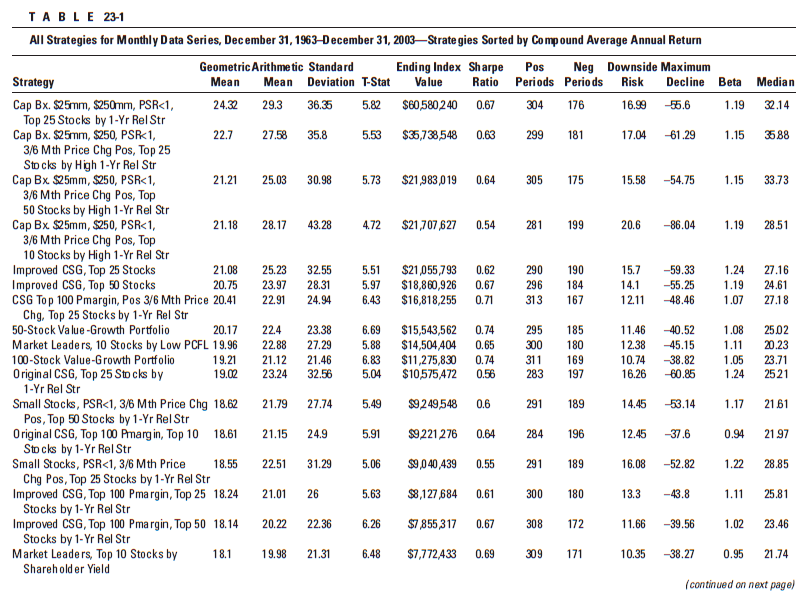 TABLE 23-1
All Strategies for Monthly Data Series, December 31, 1963–December 31, 2003—Strategies Sorted by Compound Average Annual Return
Geometric Arithmetic Standard Ending Index Sharpe Pos Neg Downside Maximum
Strategy Mean Mean Deviation T-Stat Value Ratio Periods Periods Risk Decline Beta Median
Cap Bx. $25mm, $250mm, PSR<1, 24.32 29.3 36.35 5.82 $60,580,240 0.67 304 176 16.99 –55.6 1.19 32.14
Top 25 Stocks by 1-Yr Rel Str
Cap Bx. $25mm, $250mm, PSR<1, 22.7 27.58 35.8 5.53 $35,738,548 0.63 299 181 17.04 –61.29 1.15 35.88
3/6 Mth Price Chg Pos, Top 25
Stocks by High 1-Yr Rel Str
Cap Bx. $25mm, $250, PSR<1, 21.21 25.03 30.98 5.73 $21,983,019 0.64 305 175 15.58 –54.75 1.15 33.73
3/6 Mth Price Chg Pos, Top
50 Stocks by High 1-Yr Rel Str
Cap Bx. $25mm, $250, PSR<1, 21.18 28.17 43.28 4.72 $21,707,627 0.54 281 199 20.6 –86.04 1.19 28.51
3/6 Mth Price Chg Pos, Top
10 Stocks by High 1-Yr Rel Str
Improved CSG, Top 25 Stocks 21.08 25.23 32.55 5.51 $21,055,793 0.62 290 190 15.7 –59.33 1.24 27.16
Improved CSG, Top 50 Stocks 20.75 23.97 28.31 5.97 $18,860,926 0.67 296 184 14.1 –55.25 1.19 24.61
CSG Top 100 Pmargin, Pos 3/6 Mth Price 20.41 22.91 24.94 6.43 $16,818,255 0.71 313 167 12.11 –48.46 1.07 27.18
Chg, Top 25 Stocks by 1-Yr Rel Str
50-Stock Value-Growth Portfolio 20.17 22.4 23.38 6.69 $15,543,562 0.74 295 185 11.46 –40.52 1.08 25.02
Market Leaders, 10 Stocks by Low PCFL 19.96 22.88 27.29 5.88 $14,504,404 0.65 300 180 12.38 –45.15 1.11 20.23
100-Stock Value-Growth Portfolio 19.21 21.12 21.46 6.83 $11,275,830 0.74 311 169 10.74 –38.82 1.05 23.71
Original CSG, Top 25 Stocks by 19.02 23.24 32.56 5.04 $10,575,472 0.56 283 197 16.26 –60.85 1.24 25.21
1-Yr Rel Str
Small Stocks, PSR<1, 3/6 Mth Price Chg 18.62 21.79 27.74 5.49 $9,249,548 0.6 291 189 14.45 –53.14 1.17 21.61
Pos, Top 50 Stocks by 1-Yr Rel Str
Original CSG, Top 100 Pmargin, Top 10 18.61 21.15 24.9 5.91 $9,221,276 0.64 284 196 12.45 –37.6 0.94 21.97
Stocks by 1-Yr Rel Str
Small Stocks, PSR<1, 3/6 Mth Price 18.55 22.51 31.29 5.06 $9,040,439 0.55 291 189 16.08 –52.82 1.22 28.85
Chg Pos, Top 25 Stocks by 1-Yr Rel Str
Improved CSG, Top 100 Pmargin, Top 25 18.24 21.01 26 5.63 $8,127,684 0.61 300 180 13.3 –43.8 1.11 25.81
Stocks by 1-Yr Rel Str
Improved CSG, Top 100 Pmargin, Top 50 18.14 20.22 22.36 6.26 $7,855,317 0.67 308 172 11.66 –39.56 1.02 23.46
Stocks by 1-Yr Rel Str
Market Leaders, Top 10 Stocks by 18.1 19.98 21.31 6.48 $7,772,433 0.69 309 171 10.35 –38.27 0.95 21.74
Shareholder Yield
(continued on next page)